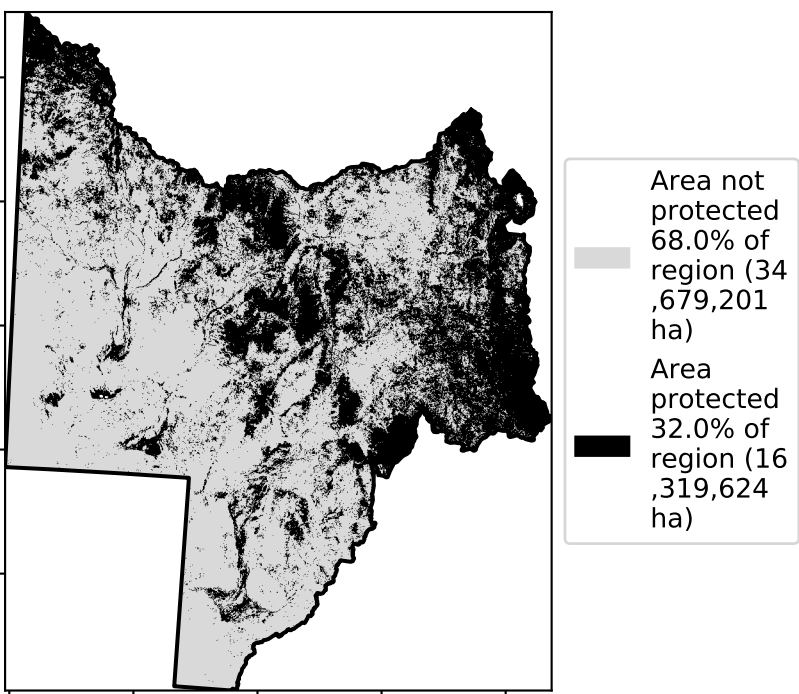 Area not
protected
68.0% of
region (34
,679,201
ha)
Area
protected
32.0% of
region (16
,319,624
ha)